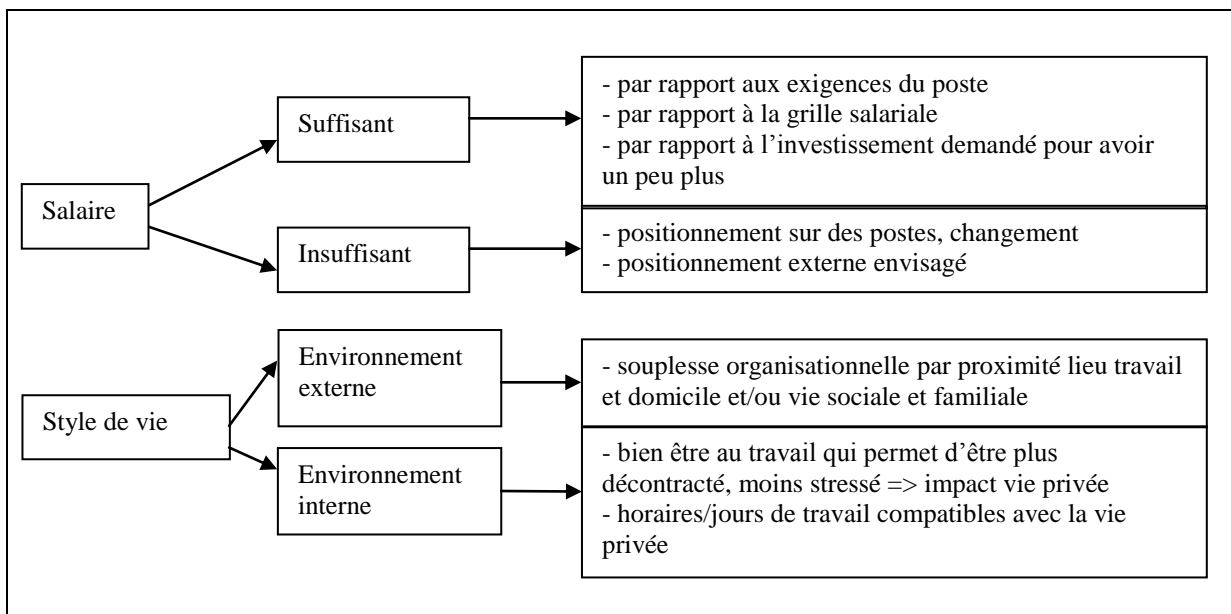 Salaire
Suffisant
- par rapport aux exigences du poste
- par rapport à la grille salariale
- par rapport à l'investissement demandé pour avoir
un peu plus
Insuffisant
- positionnement sur des postes, changement
- positionnement externe envisagé
Style de vie
Environnement
externe
- souplesse organisationnelle par proximité lieu travail
et domicile et/ou vie sociale et familiale
Environnement
interne
- bien être au travail qui permet d'être plus
décontracté, moins stressé => impact vie privée
- horaires/jours de travail compatibles avec la vie
privée